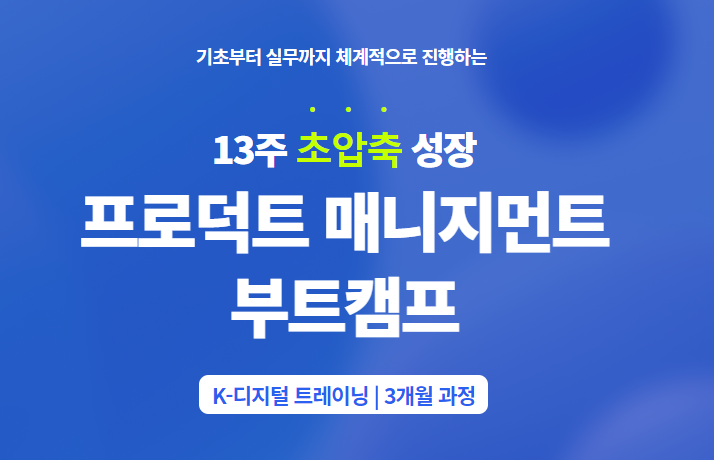 기초부터 실무까지 체계적으로 진행하는
13주 초압축 성장
프로덕트 매니지먼트
부트캠프
K-디지털 트레이닝 | 3개월 과정